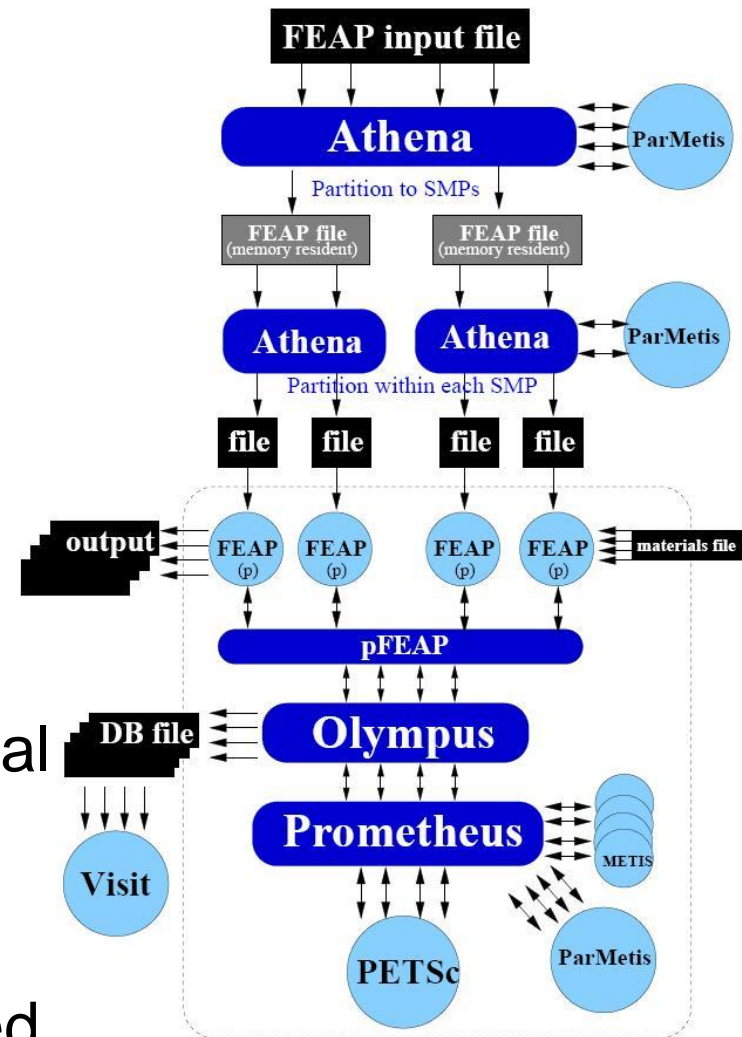 FEAP input file
Athena
ParMetis
Partition to SMPs
FEAP file
(memory resident)
FEAP file
(memory resident)
Athena
Athena
ParMetis
Partition within each SMP
file
file
file
file
output
FEAP
(p)
FEAP
(p)
FEAP
(p)
FEAP
(p)
materials file
pFEAP
DB file
Olympus
al
Prometheus
METIS
Visit
PETSc
ParMetis
ed